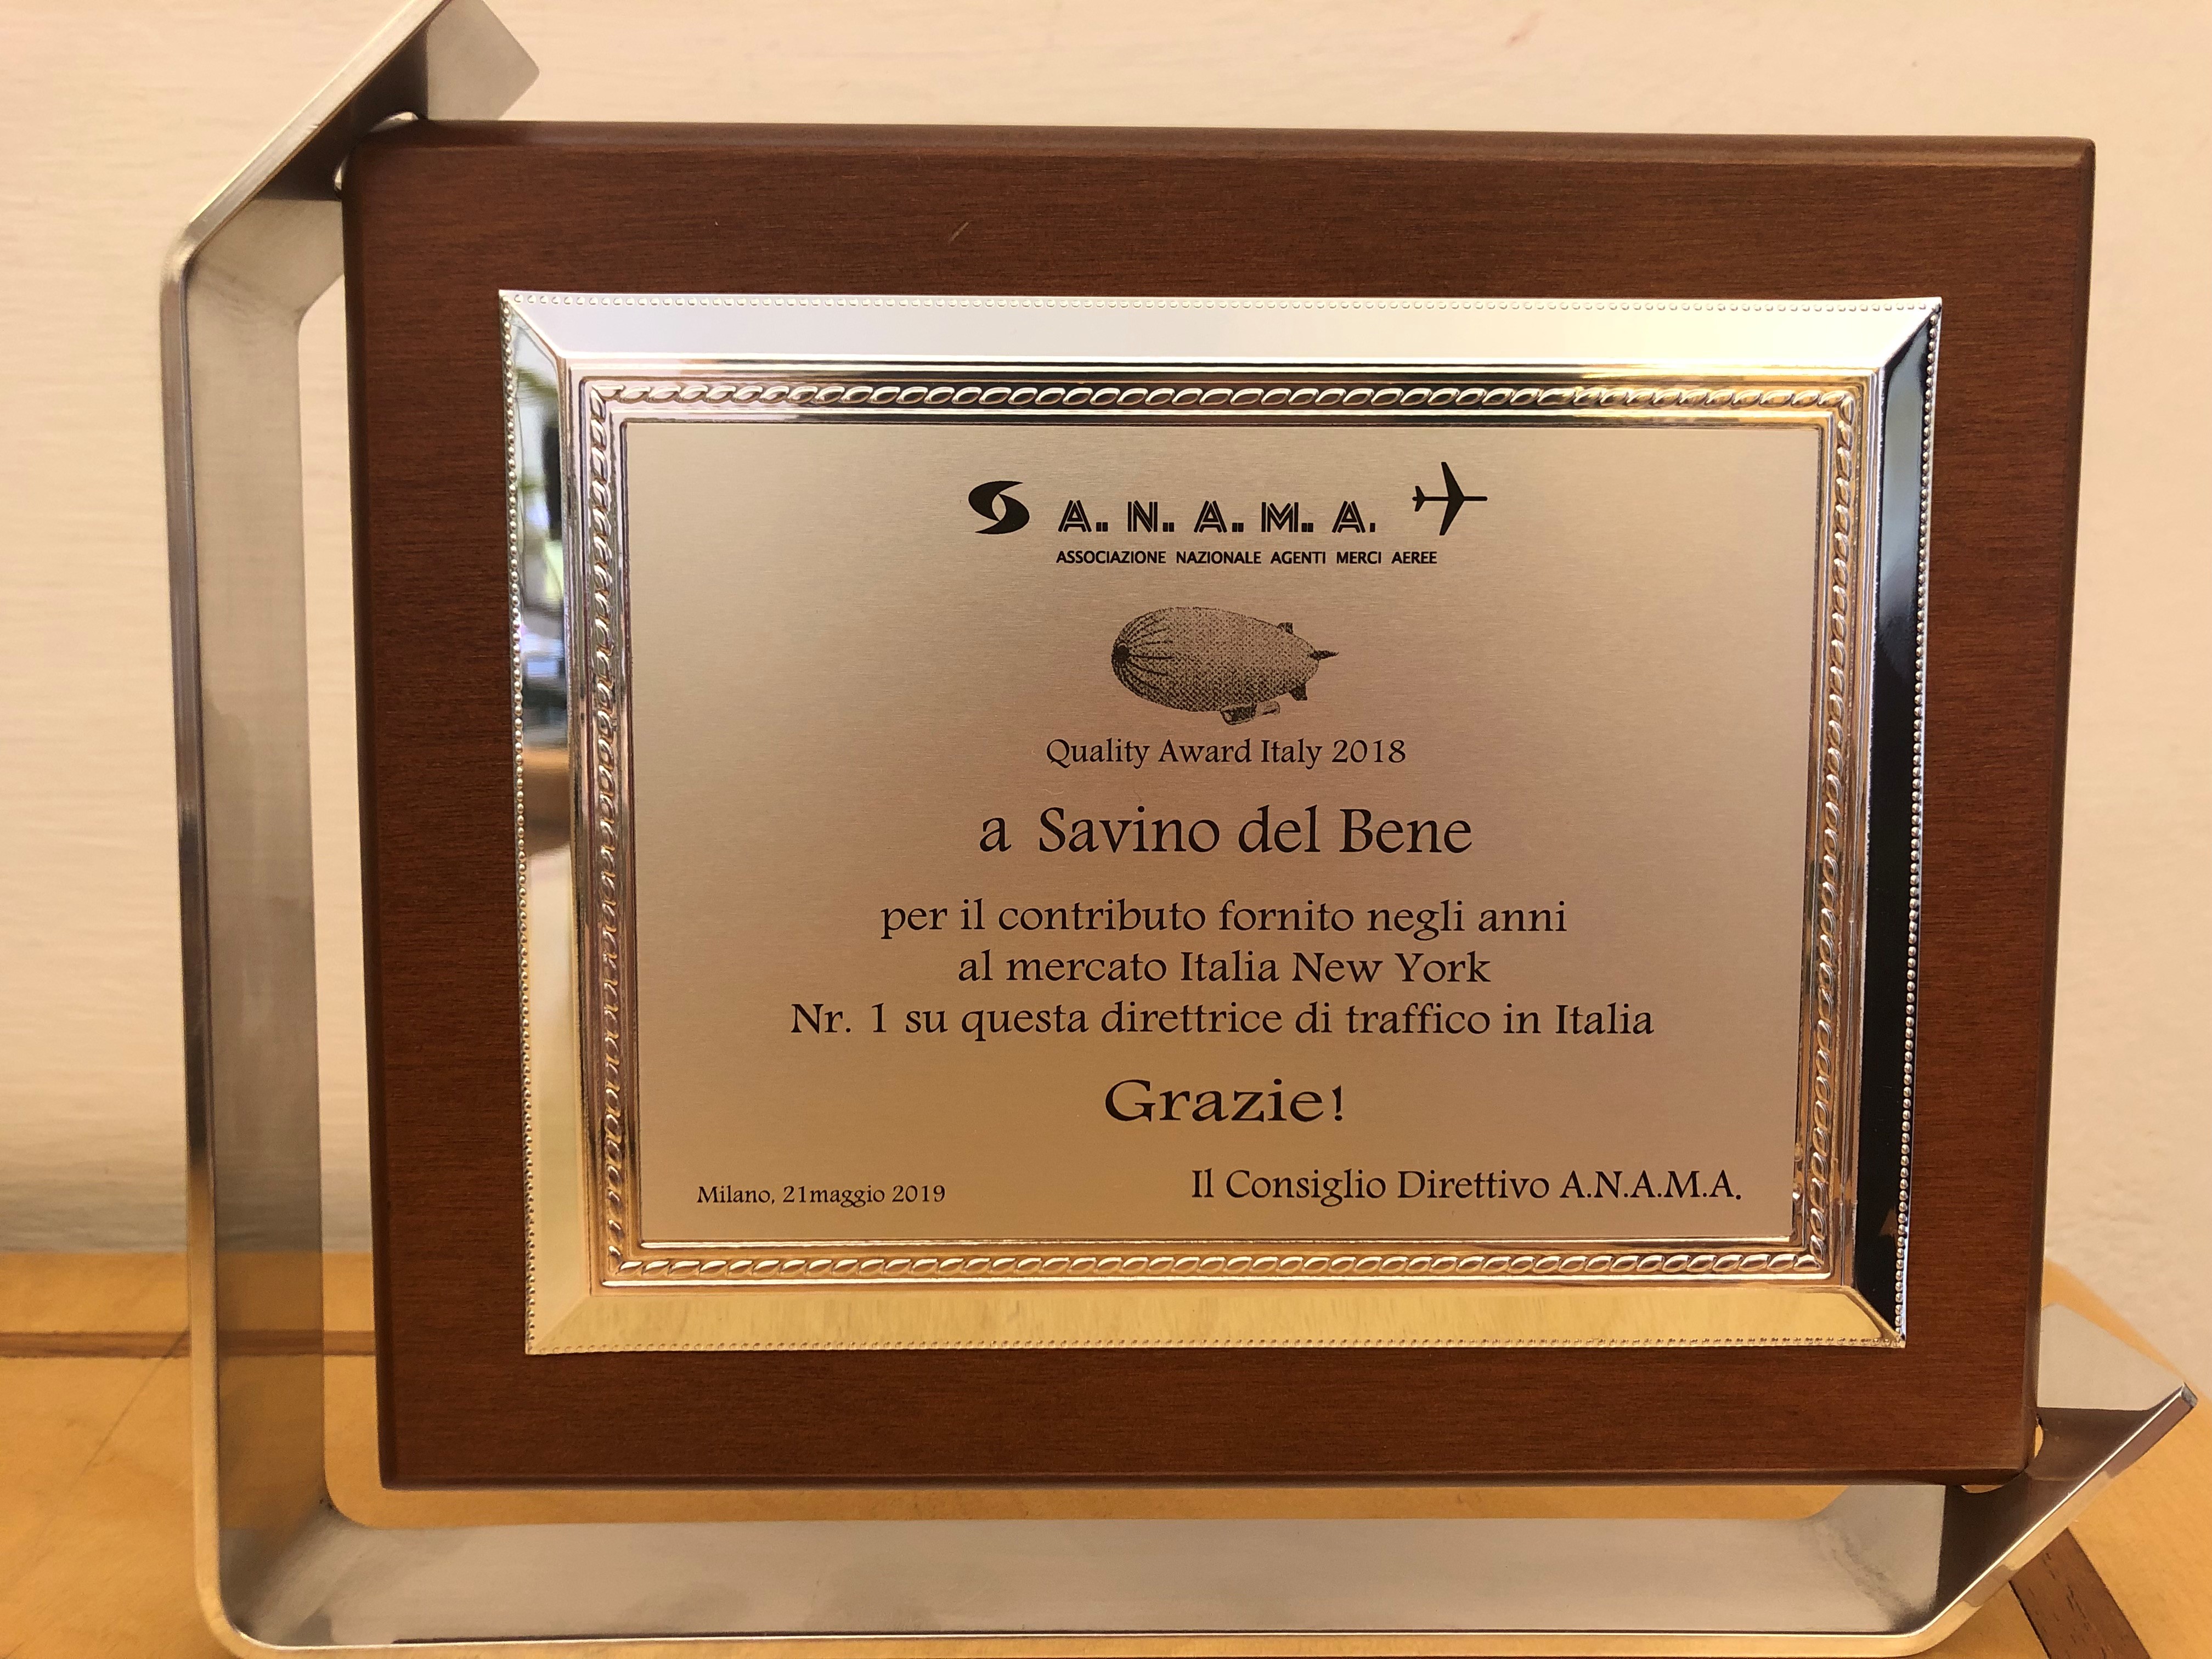 A.N.A.M.A.
ASSOCIAZIONE NAZIONALE AGENTI MERCI AEREE
Quality Award Italy 2018
a Savino del Bene
per il contributo fornito negli anni
al mercato Italia New York
Nr. 1 su questa direttrice di traffico in Italia
Grazie!
Milano, 21maggio 2019
Il Consiglio Direttivo A.N.A.M.A.